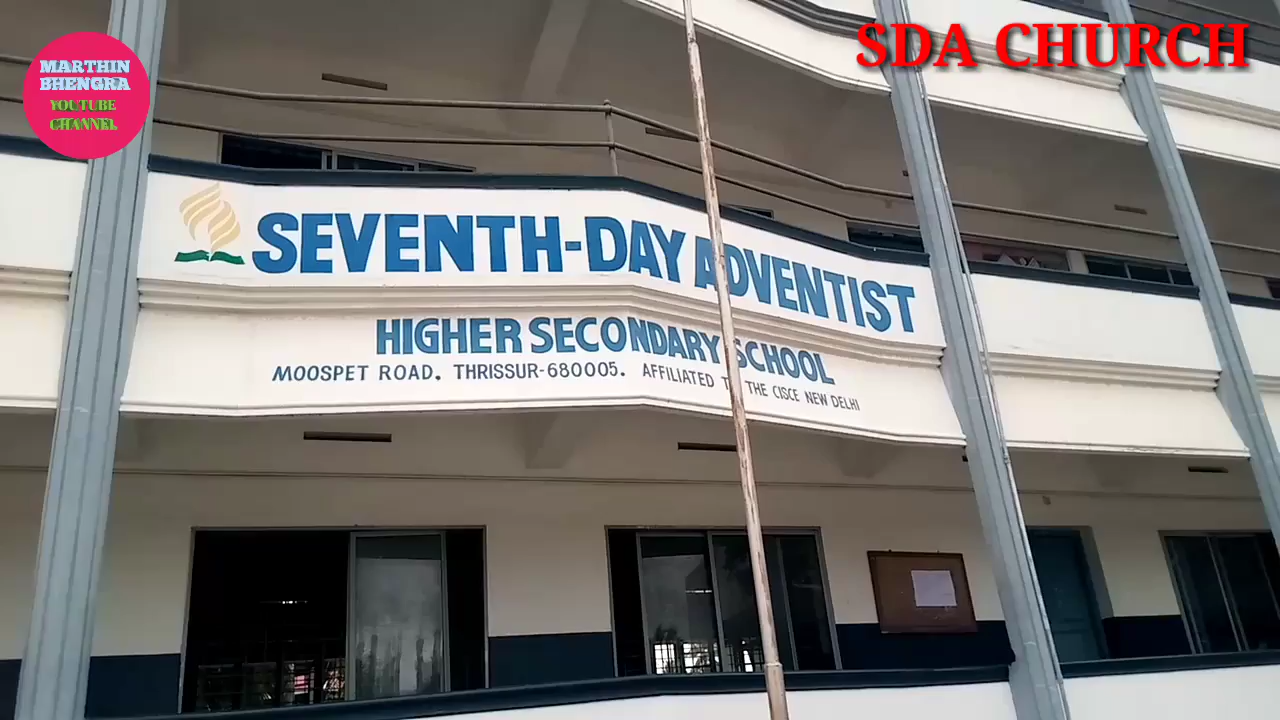 SDA CHURCH
MARTHIN
BHENGRA
YOUTUBE
CHANNEL
SEVENTH-DAY ADVENTIST
HIGHER SECONDARY SCHOOL
MOOSPET ROAD. THRISSUR-680005. AFFILIATED TO THE CISCE NEW DELHI